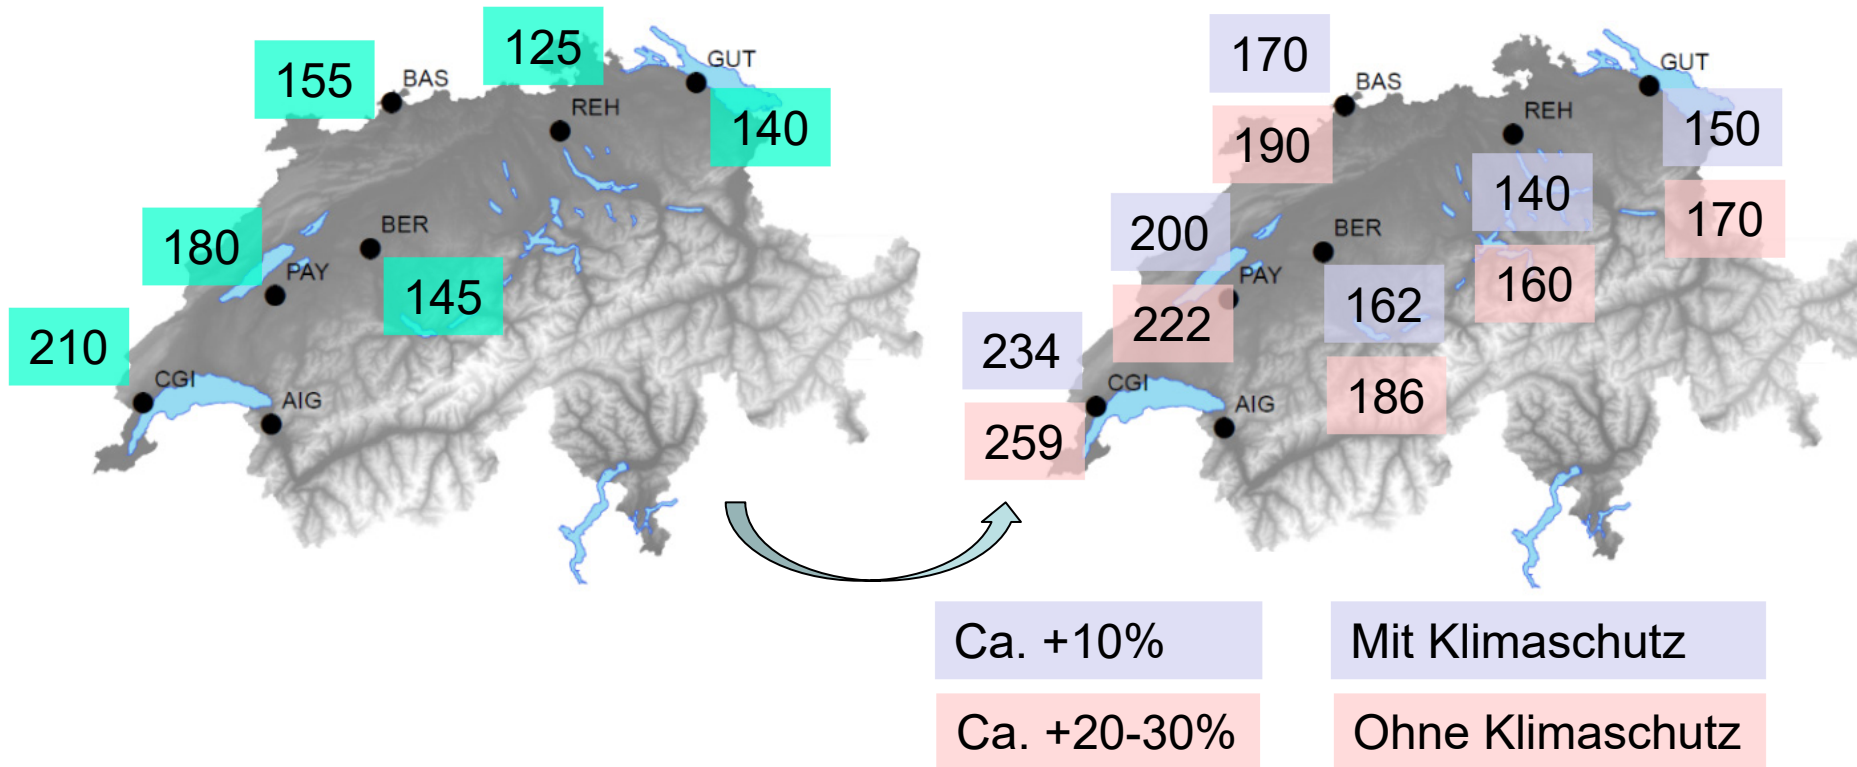 125
GUT
155
BAS
REH
140
180
BER
PAY
145
210
CGI
AIG
170
GUT
BAS
190
REH
150
140
200
BER
170
PAY
162
160
222
234
CGI
186
AIG
259
Ca. +10%
Mit Klimaschutz
Ca. +20-30%
Ohne Klimaschutz